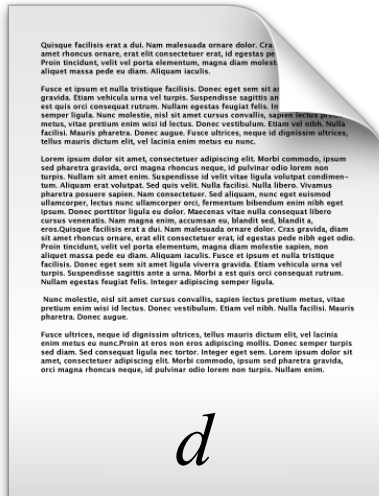 Quisque facilisis erat a dui. Nam malesuada ornare dolor. Cra
amet rhoncus ornare, erat elit consectetuer erat, id egestas pe
Proin tincidunt, velit vel porta elementum, magna diam molest
aliquet massa pede eu diam. Aliquam iaculis.
Fusce et ipsum et nulla tristique facilisis. Donec eget sem sit ar
gravida. Etiam vehicula urna vel turpis. Suspendisse sagittis an
est quis orci consequat rutrum. Nullam egestas feugiat felis. In
semper ligula. Nunc molestie, nisl sit amet cursus convallis, sapien lectus pretium
metus, vitae pretium enim wisi id lectus. Donec vestibulum. Etiam vel nibh. Nulla
facilisi. Mauris pharetra. Donec augue. Fusce ultrices, neque id dignissim ultrices,
tellus mauris dictum elit, vel lacinia enim metus eu nunc.
Lorem ipsum dolor sit amet, consectetuer adipiscing elit. Morbi commodo, ipsum
sed pharetra gravida, orci magna rhoncus neque, id pulvinar odio lorem non
turpis. Nullam sit amet enim. Suspendisse id velit vitae ligula volutpat condimen-
tum. Aliquam erat volutpat. Sed quis velit. Nulla facilisi. Nulla libero. Vivamus
pharetra posuere sapien. Nam consectetuer. Sed aliquam, nunc eget euismod
ullamcorper, lectus nunc ullamcorper orci, fermentum bibendum enim nibh eget
ipsum. Donec porttitor ligula eu dolor. Maecenas vitae nulla consequat libero
cursus venenatis. Nam magna enim, accumsan eu, blandit sed, blandit a,
eros.Quisque facilisis erat a dui. Nam malesuada ornare dolor. Cras gravida, diam
sit amet rhoncus ornare, erat elit consectetuer erat, id egestas pede nibh eget odio.
Proin tincidunt, velit vel porta elementum, magna diam molestie sapien, non
aliquet massa pede eu diam. Aliquam iaculis. Fusce et ipsum et nulla tristique
facilisis. Donec eget sem sit amet ligula viverra gravida. Etiam vehicula urna vel
turpis. Suspendisse sagittis ante a urna. Morbi a est quis orci consequat rutrum.
Nullam egestas feugiat felis. Integer adipiscing semper ligula.
Nunc molestie, nisl sit amet cursus convallis, sapien lectus pretium metus, vitae
pretium enim wisi id lectus. Donec vestibulum. Etiam vel nibh. Nulla facilisi. Mauris
pharetra. Donec augue.
Fusce ultrices, neque id dignissim ultrices, tellus mauris dictum elit, vel lacinia
enim metus eu nunc.Proin at eros non eros adipiscing mollis. Donec semper turpis
sed diam. Sed consequat ligula nec tortor. Integer eget sem. Lorem ipsum dolor sit
amet, consectetuer adipiscing elit. Morbi commodo, ipsum sed pharetra gravida,
orci magna rhoncus neque, id pulvinar odio lorem non turpis. Nullam enim.
d